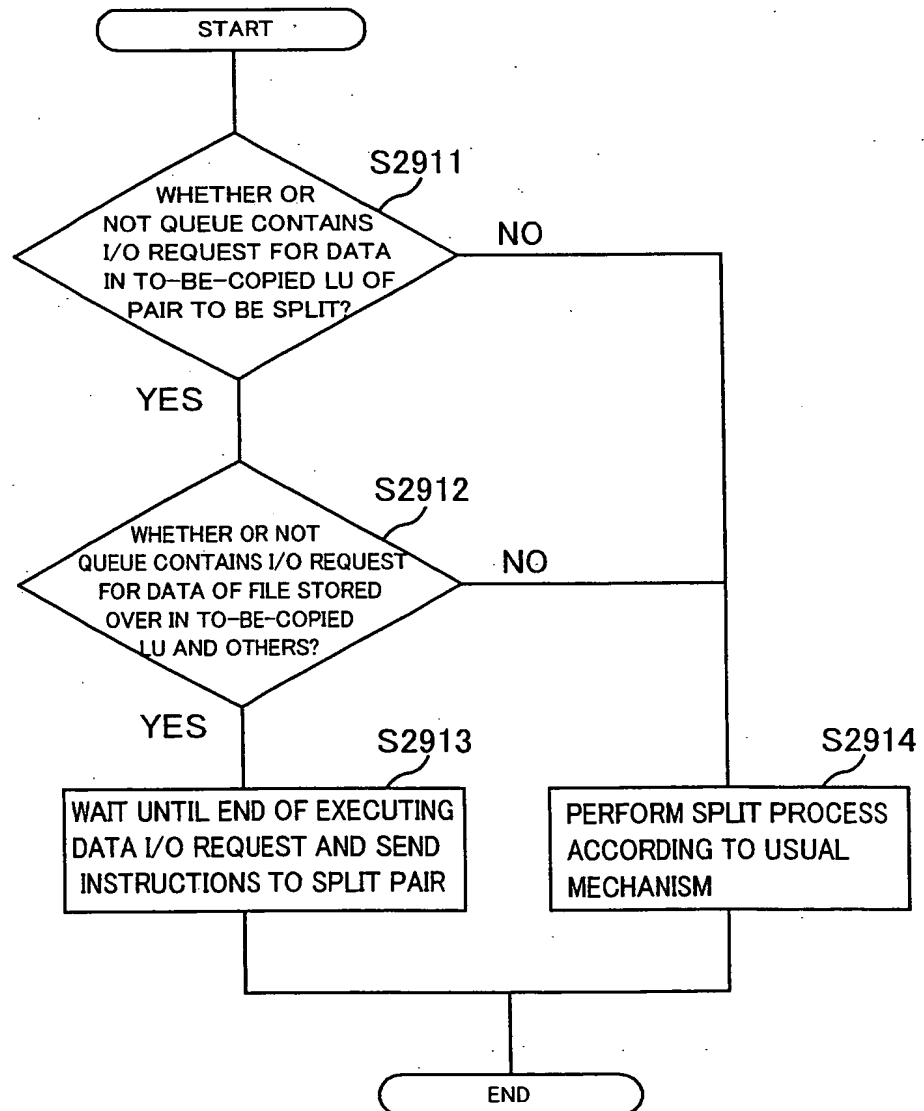 START
S2911
WHETHER OR
NOT QUEUE CONTAINS
I/O REQUEST FOR DATA
IN TO-BE-COPIED LU OF
PAIR TO BE SPLIT?
NO
YES
S2912
WHETHER OR NOT
QUEUE CONTAINS I/O REQUEST
FOR DATA OF FILE STORED
OVER IN TO-BE-COPIED
LU AND OTHERS?
NO
YES
S2913
WAIT UNTIL END OF EXECUTING
DATA I/O REQUEST AND SEND
INSTRUCTIONS TO SPLIT PAIR
S2914
PERFORM SPLIT PROCESS
ACCORDING TO USUAL
MECHANISM
END